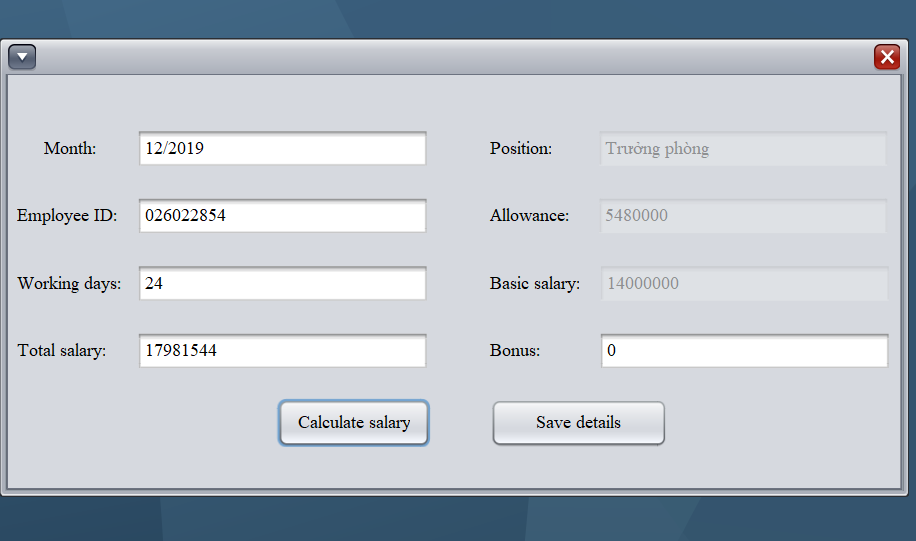 Month: 12/2019 Position: Trưởng phòng
Employee ID: 026022854 Allowance: 5480000
Working days: 24 Basic salary: 14000000
Total salary: 17981544 Bonus: 0
Calculate salary Save details